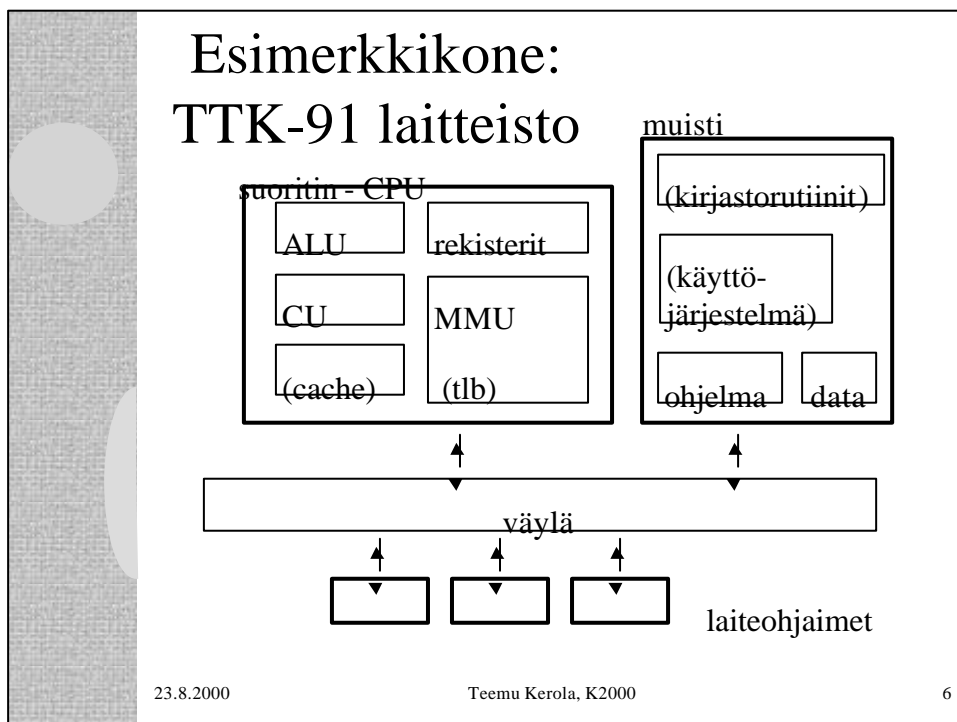 Esimerkkikone:
TTK-91 laitteisto
suoritin - CPU
ALU
rekisterit
CU
MMU
(cache)
(tlb)
muisti
(kirjastorutiinit)
(käyttö-
järjestelmä)
ohjelma
data
väylä
laiteohjaimet
23.8.2000
Teemu Kerola, K2000
6